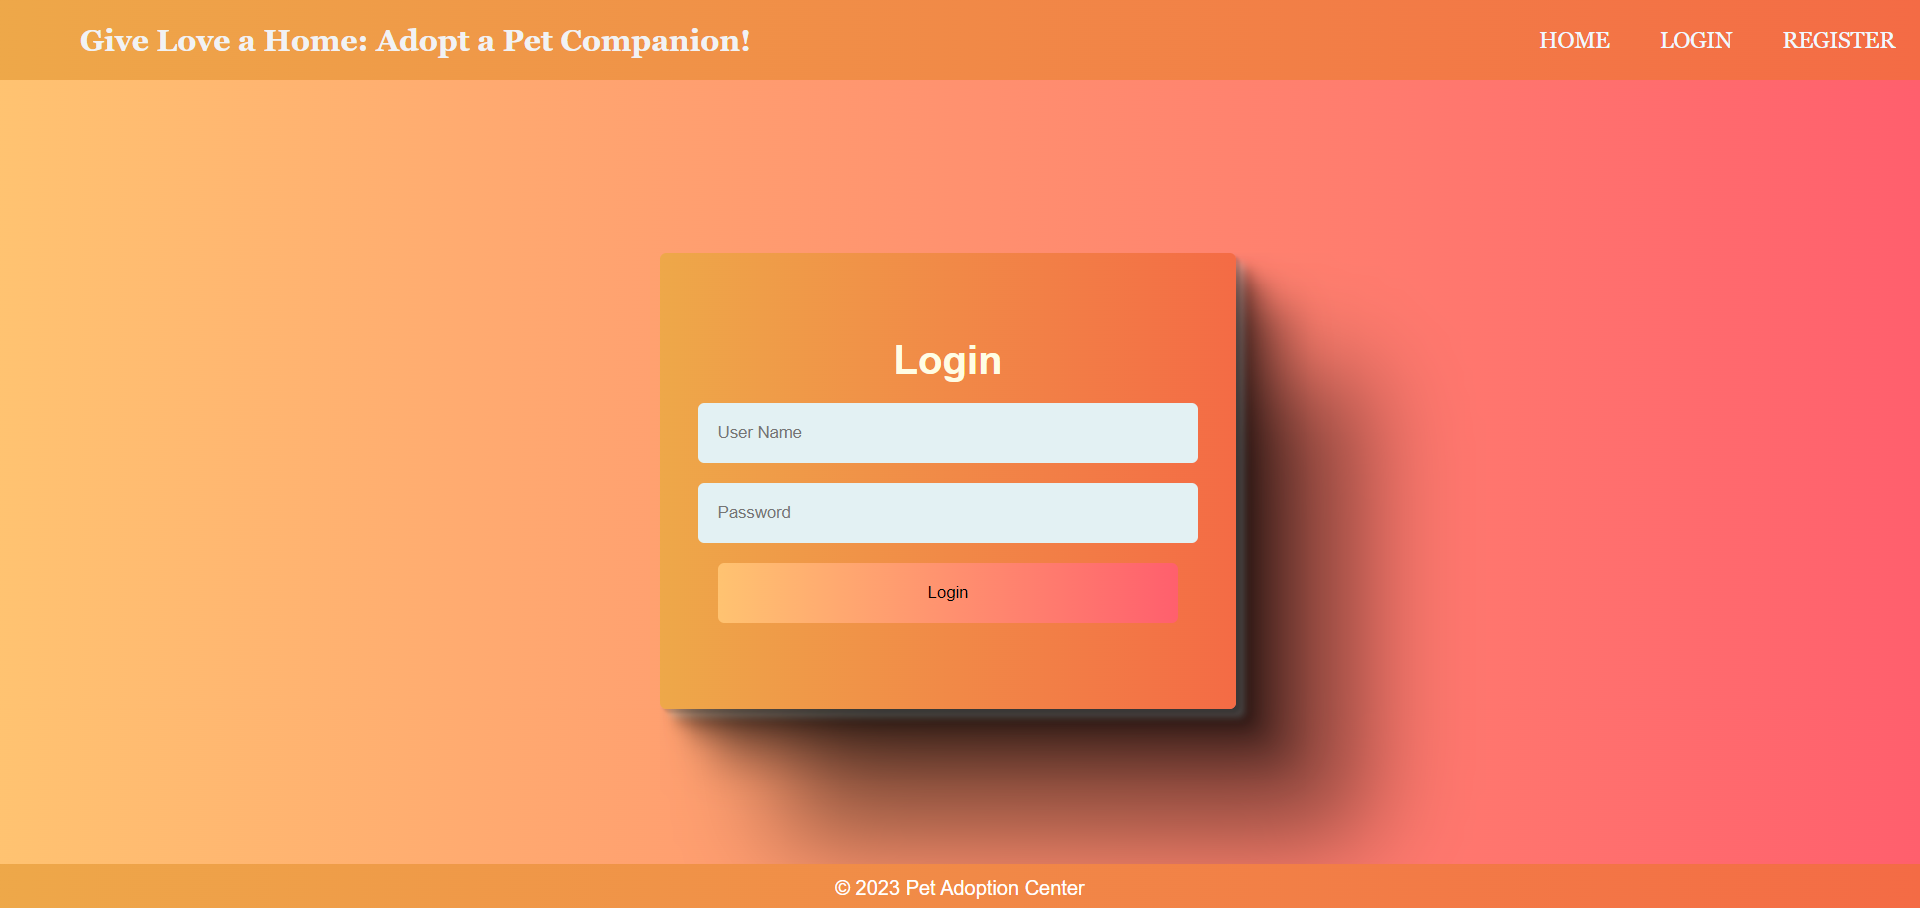 Give Love a Home: Adopt a Pet Companion!
HOME LOGIN REGISTER
Login
User Name
Password
Login
© 2023 Pet Adoption Center